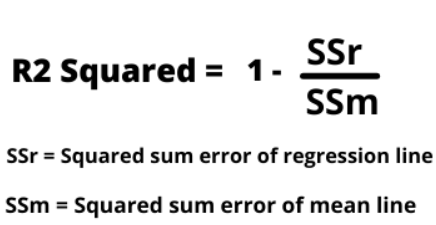 R2 Squared = 1 - SSr
SSm
SSr = Squared sum error of regression line
SSm = Squared sum error of mean line